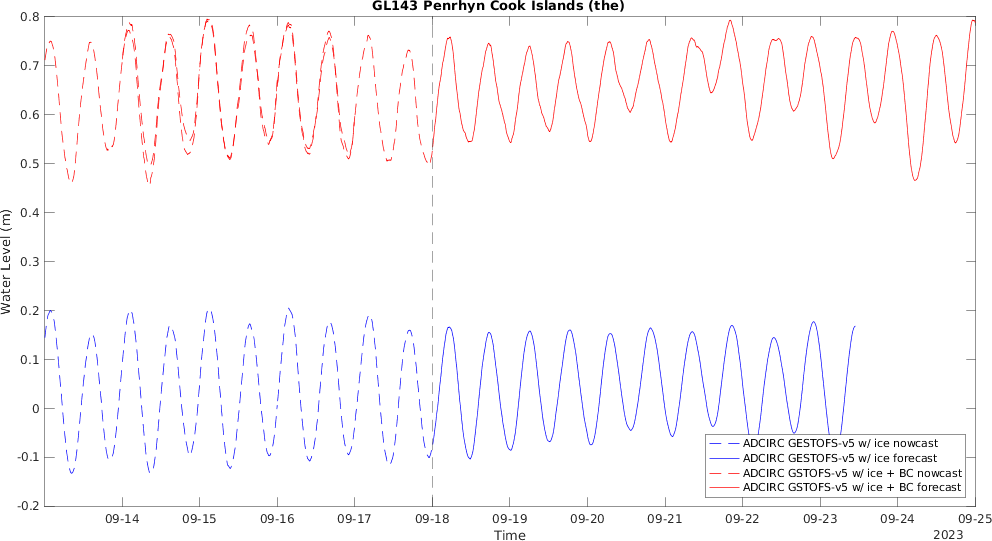 GL143 Penrhyn Cook Islands (the)
0.8
0.7
0.6
0.5
0.4
0.3
0.2
0.1
0
-0.1
-0.2
Water Level (m)
ADCIRC GESTOFS-v5 w/ ice nowcast
ADCIRC GESTOFS-v5 w/ ice forecast
ADCIRC GSTOFS-v5 w/ ice + BC nowcast
ADCIRC GSTOFS-v5 w/ ice + BC forecast
09-14 09-15 09-16 09-17 09-18 09-19 09-20 09-21 09-22 09-23 09-24 09-25
Time
2023